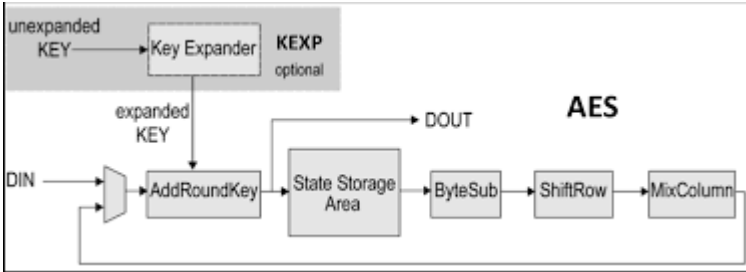 unexpanded
KEY
Key Expander
KEXP
optional
expanded
KEY
DOUT
AES
DIN
AddRoundKey
State Storage
Area
ByteSub
ShiftRow
MixColumn